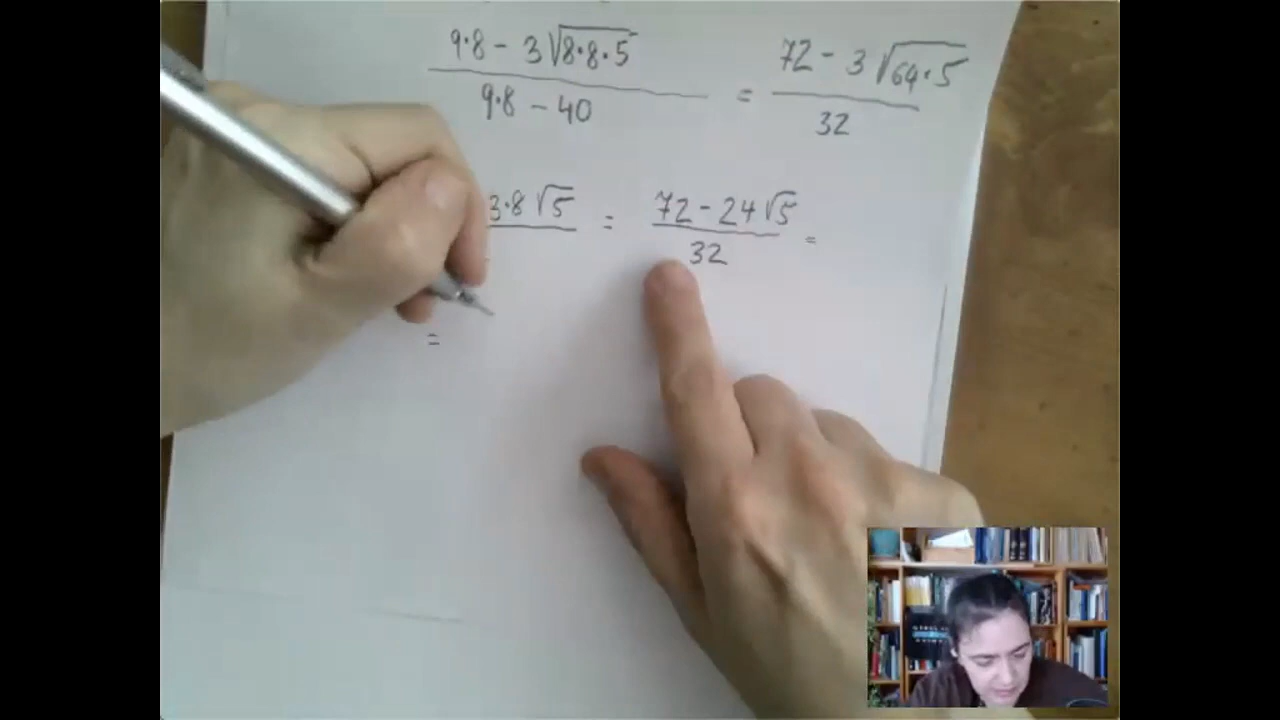 9·8 - 3√8·8·5 / 9·8 - 40 = 72 - 3√64·5 / 32
3·8√5 = 72 - 24√5 / 32 =
=